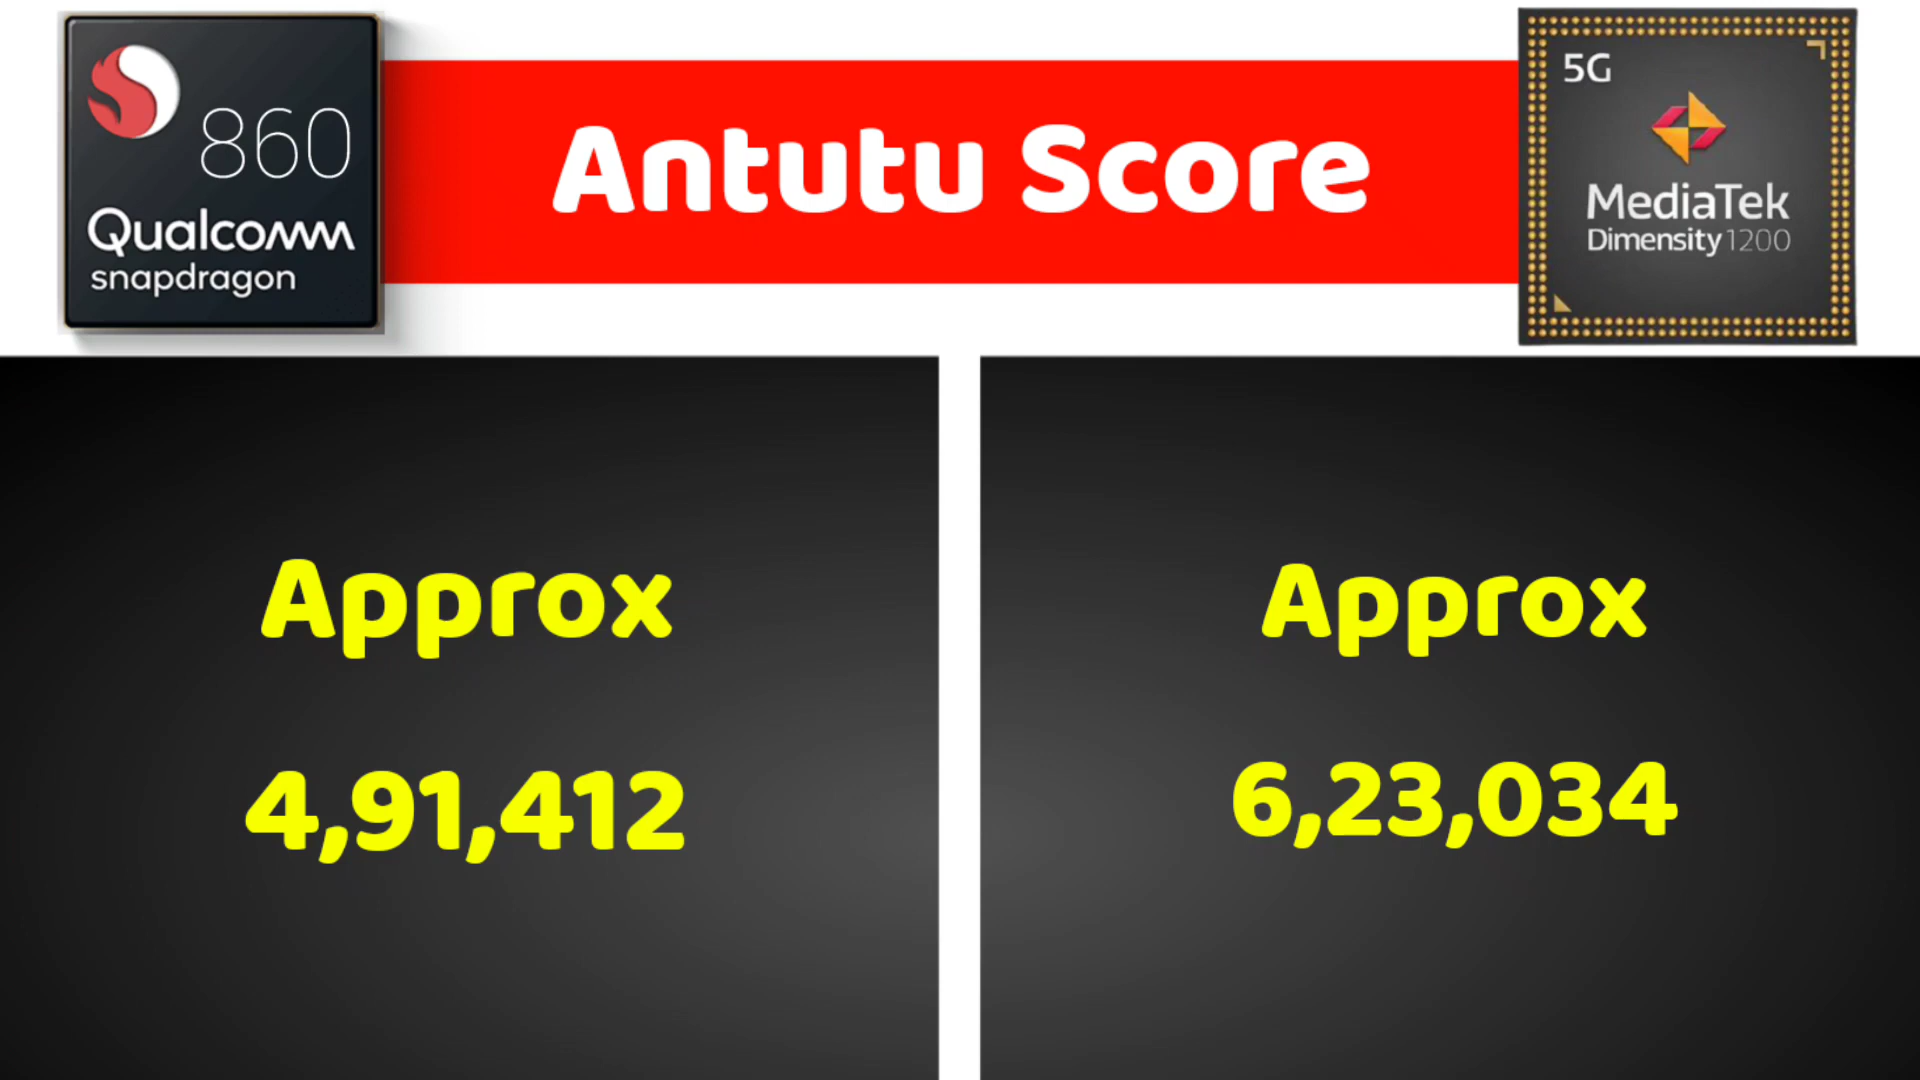 860
Qualcomm
snapdragon
Antutu Score
5G
MediaTek
Dimensity 1200
Approx
4,91,412
Approx
6,23,034